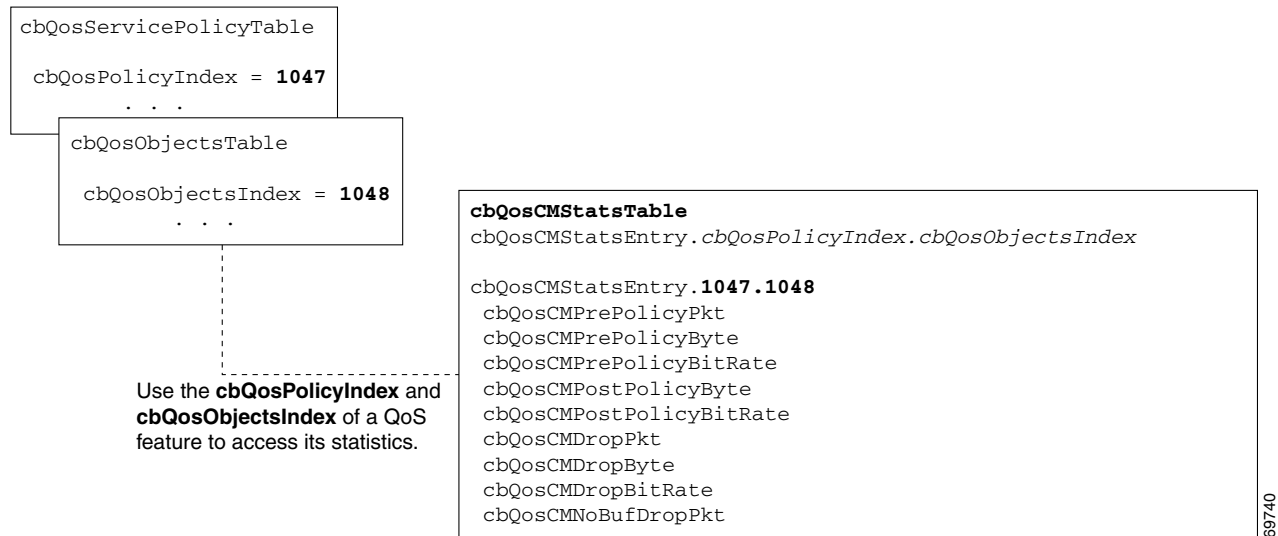 cbQosServicePolicyTable
cbQosPolicyIndex = 1047
. . .
cbQosObjectsTable
cbQosObjectsIndex = 1048
. . .
Use the cbQosPolicyIndex and
cbQosObjectsIndex of a QoS
feature to access its statistics.
cbQosCMStatsTable
cbQosCMStatsEntry.cbQosPolicyIndex.cbQosObjectsIndex
cbQosCMStatsEntry.1047.1048
cbQosCMPrePolicyPkt
cbQosCMPrePolicyByte
cbQosCMPrePolicyBitRate
cbQosCMPostPolicyByte
cbQosCMPostPolicyBitRate
cbQosCMDropPkt
cbQosCMDropByte
cbQosCMDropBitRate
cbQosCMNoBufDropPkt
69740